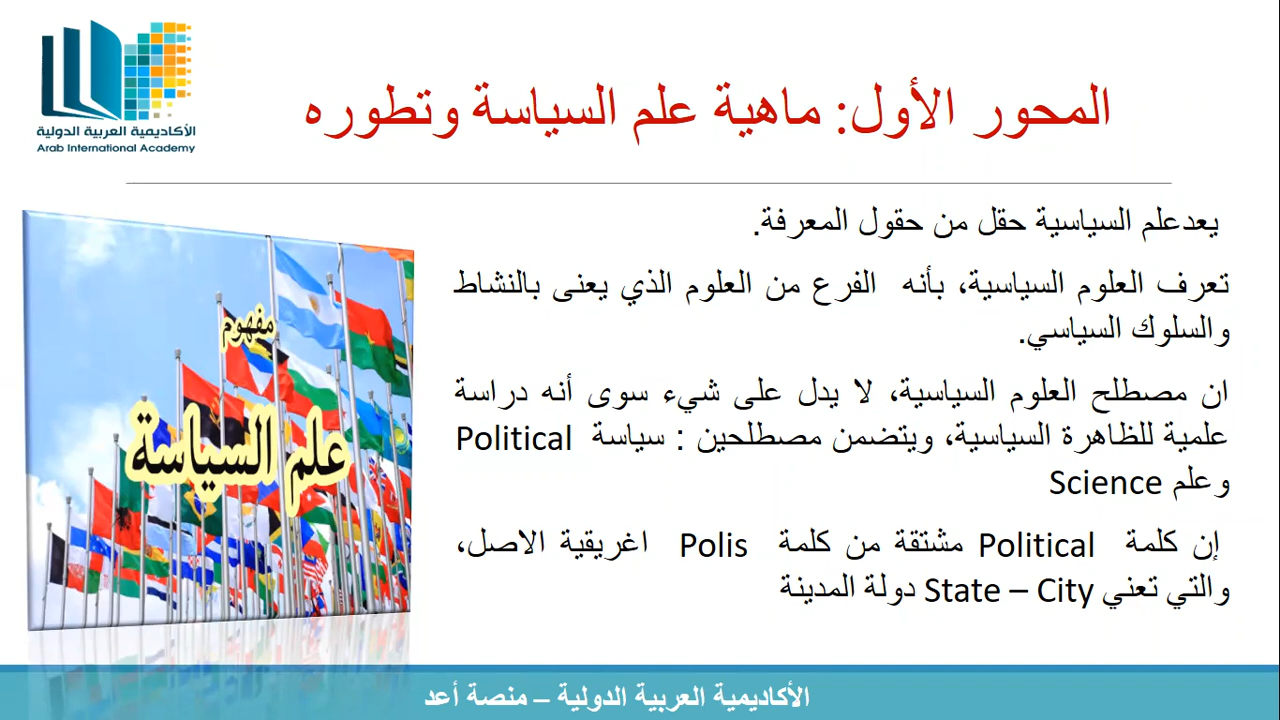 الأكاديمية العربية الدولية
Arab International Academy
المحور الأول: ماهية علم السياسة وتطوره
يعدعلم السياسية حقل من حقول المعرفة.
تعرف العلوم السياسية، بأنه الفرع من العلوم الذي يعنى بالنشاط
والسلوك السياسي.
ان مصطلح العلوم السياسية، لا يدل على شيء سوى أنه دراسة
علمية للظاهرة السياسية، ويتضمن مصطلحين : سياسة Political
وعلم Science
إن كلمة Political مشتقة من كلمة Polis اغريقية الاصل،
والتي تعني State – City دولة المدينة
مفهوم
علم السياسة
الأكاديمية العربية الدولية – منصة أعد